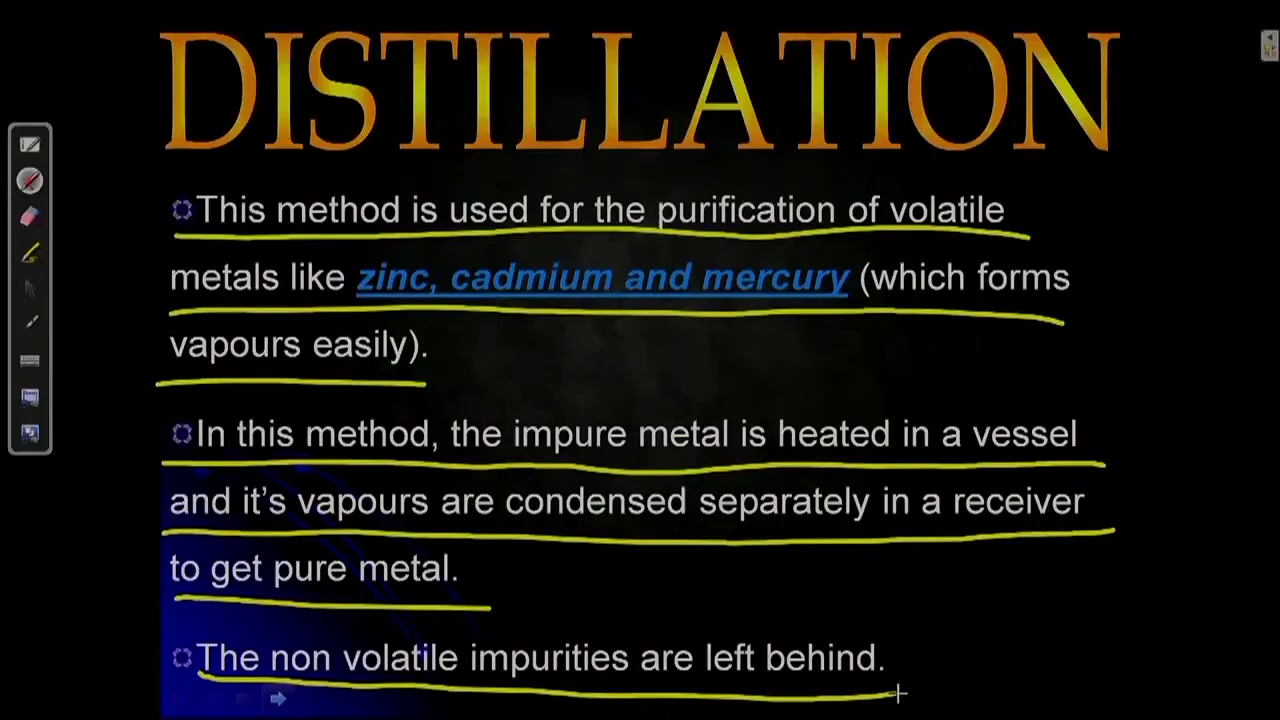 DISTILLATION
This method is used for the purification of volatile
metals like zinc, cadmium and mercury (which forms
vapours easily).
In this method, the impure metal is heated in a vessel
and it's vapours are condensed separately in a receiver
to get pure metal.
The non volatile impurities are left behind.